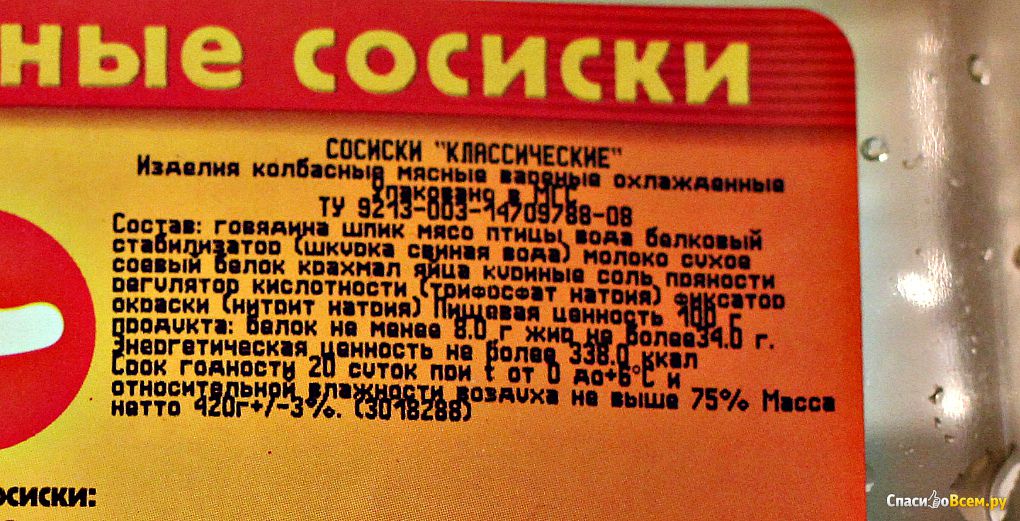 ные сосиски
СОСИСКИ "КЛАССИЧЕСКИЕ"
Изделия колбасные мясные вареные охлажденные
Упаковано в МГС
ТУ 9213-003-14709788-08
Состав: говядина шпик мясо птицы вода белковый
стабилизатор (шкурка свиная вода) молоко сухое
соевый белок крахмал яйца куриные соль пряности
регулятор кислотности (трифосфат натрия) фиксатор
окраски (нитрит натрия) Пищевая ценность 100 г
продукта: белок не менее 8.0 г жир не более34.0 г.
Энергетическая ценность не более 338.0 ккал
Срок годности 20 суток при t от 0 до+6°С и
относительной влажности воздуха не выше 75% Масса
нетто 420г+/-3%. (3018288)
осиски:
СпасибоВсем.ру